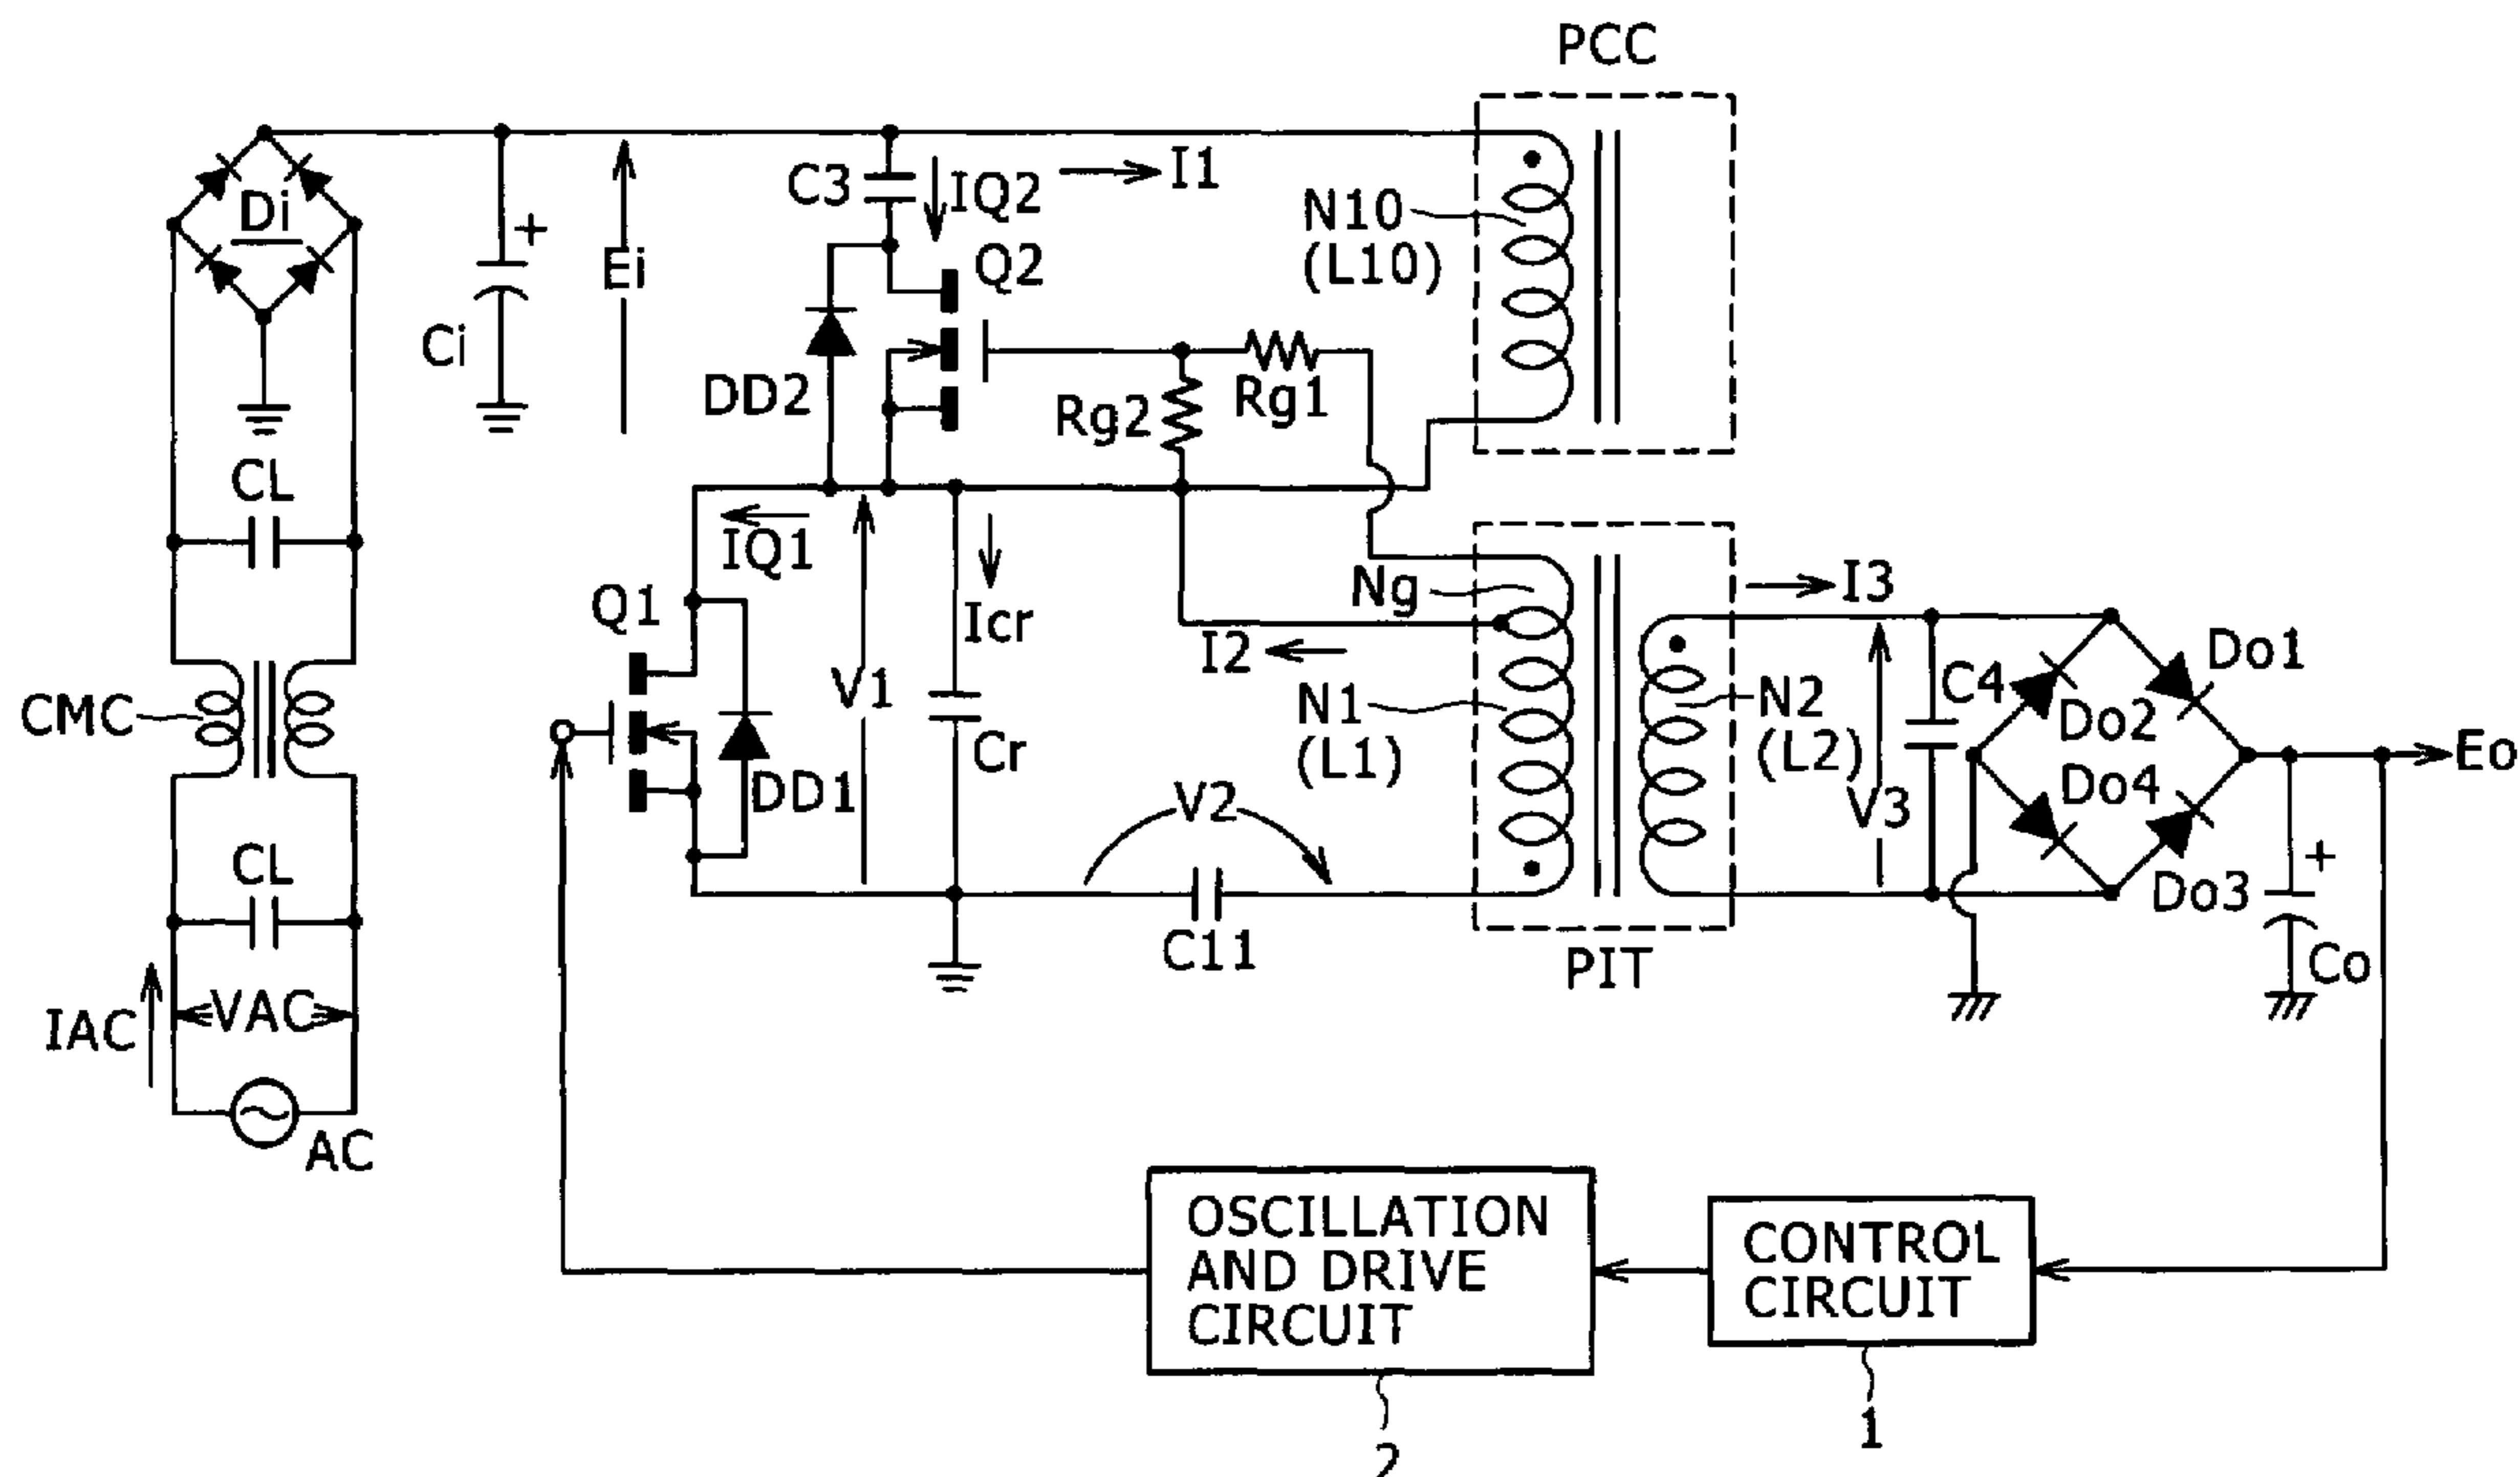 PCC
Di
Ci
+
Ei
C3
IQ2
I1
Q2
N10
(L10)
DD2
Rg2
Rg1
CL
IQ1
Q1
Icr
V1
Cr
DD1
Ng
I2
N1
(L1)
V2
C11
PIT
I3
N2
(L2)
C4
V3
Do1
Do2
Do4
Do3
Eo
+
Co
CMC
CL
VAC
IAC
AC
OSCILLATION
AND DRIVE
CIRCUIT
2
CONTROL
CIRCUIT
1